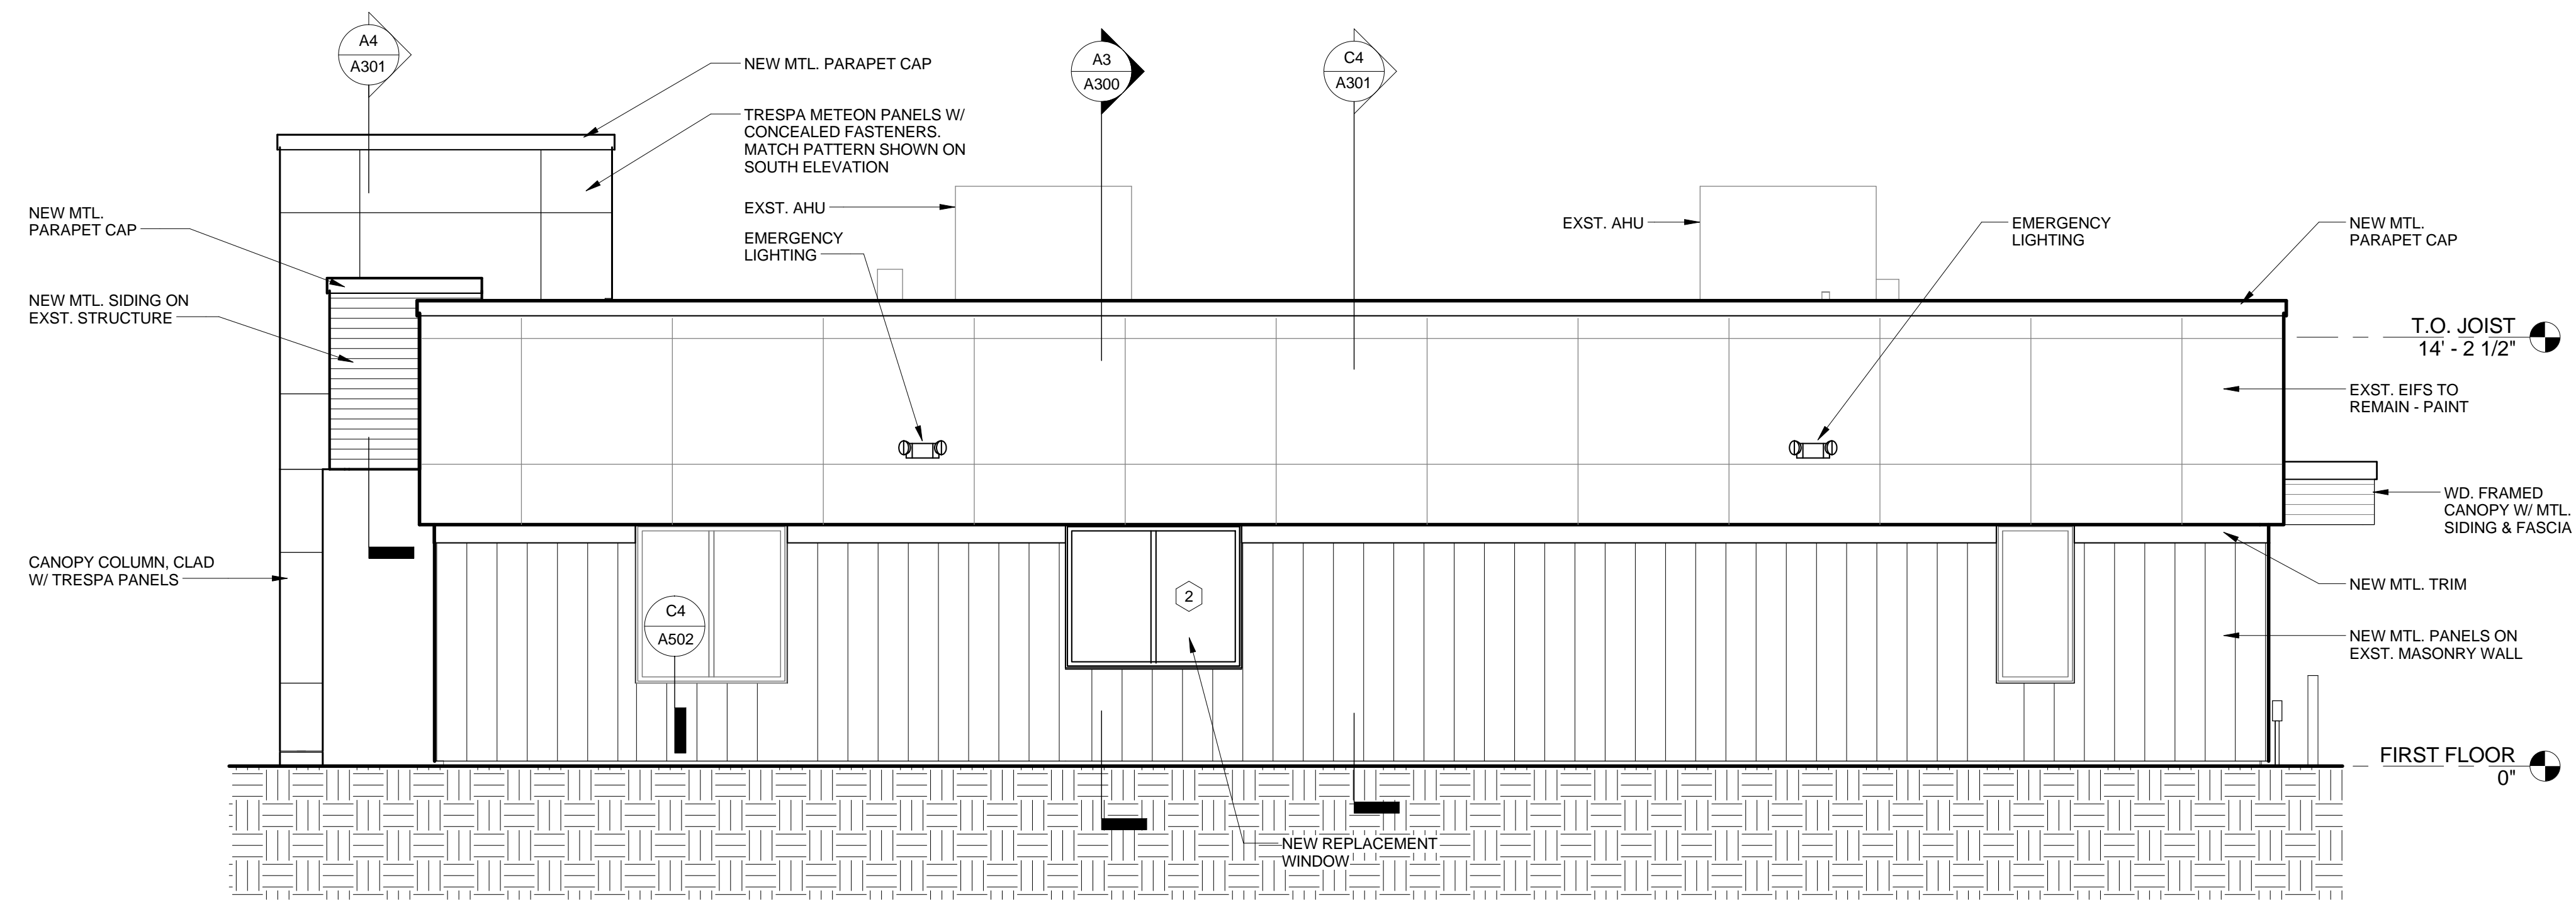 A4
A301
NEW MTL. PARAPET CAP
A3
A300
C4
A301
TRESPA METEON PANELS W/
CONCEALED FASTENERS.
MATCH PATTERN SHOWN ON
SOUTH ELEVATION
NEW MTL.
PARAPET CAP
EXST. AHU
EMERGENCY
LIGHTING
EXST. AHU
EMERGENCY
LIGHTING
NEW MTL.
PARAPET CAP
NEW MTL. SIDING ON
EXST. STRUCTURE
T.O. JOIST
14' - 2 1/2"
EXST. EIFS TO
REMAIN - PAINT
WD. FRAMED
CANOPY W/ MTL.
SIDING & FASCIA
CANOPY COLUMN, CLAD
W/ TRESPA PANELS
C4
A502
2
NEW MTL. TRIM
NEW MTL. PANELS ON
EXST. MASONRY WALL
FIRST FLOOR
0"
NEW REPLACEMENT
WINDOW